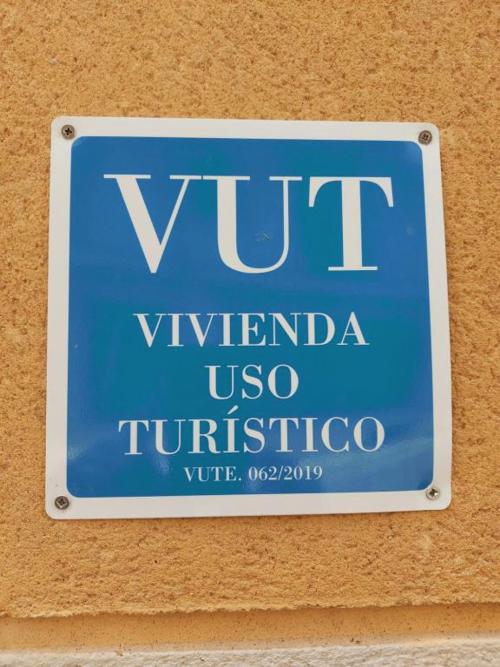 VUT
VIVIENDA
USO
TURÍSTICO
VUTE. 062/2019